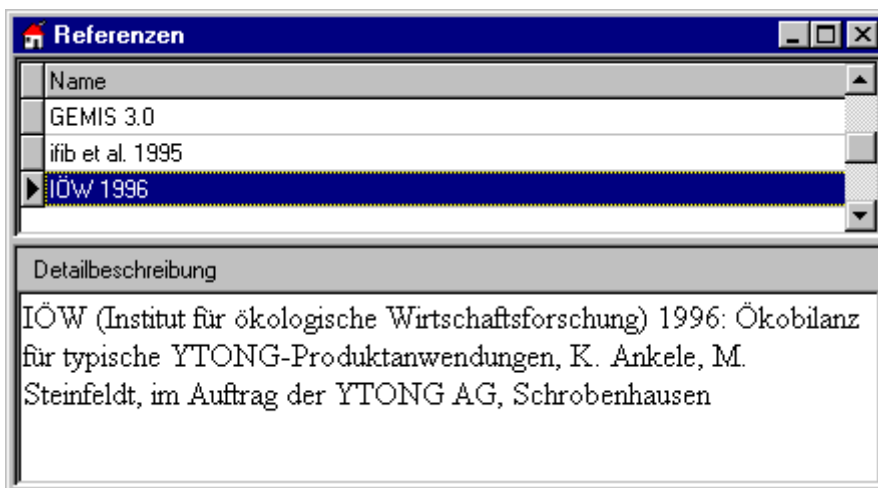 Referenzen
Name
GEMIS 3.0
ifib et al. 1995
IÖW 1996
Detailbeschreibung
IÖW (Institut für ökologische Wirtschaftsforschung) 1996: Ökobilanz
für typische YTONG-Produktanwendungen, K. Ankele, M.
Steinfeldt, im Auftrag der YTONG AG, Schrobenhausen